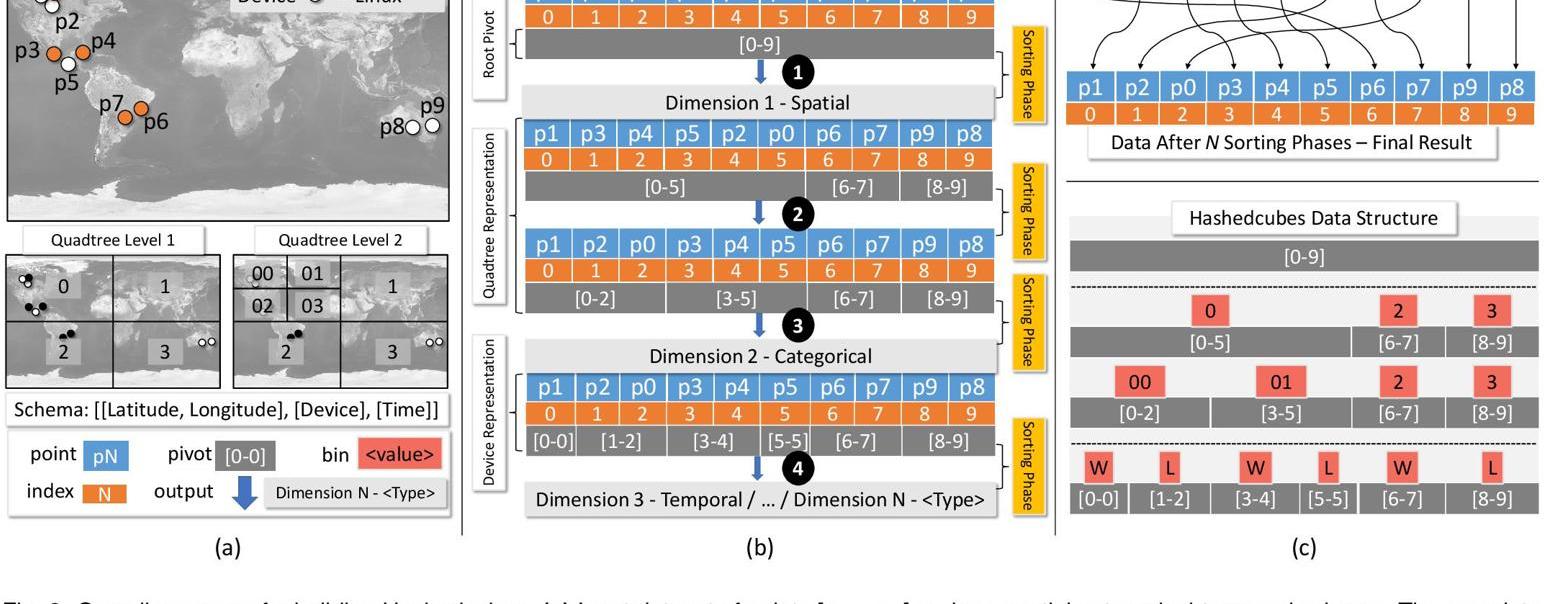 p2
p3
p4
p5
p7
p6
p9
p8
Quadtree Level 1
Quadtree Level 2
0
1
2
3
00
01
02
03
1
2
3
Schema: [[Latitude, Longitude], [Device], [Time]]
point pN pivot [0-0] bin <value>
index N output Dimension N - <Type>
(a)
Root Pivot
0 1 2 3 4 5 6 7 8 9
[0-9]
1
Sorting Phase
Dimension 1 - Spatial
Quadtree Representation
p1 p3 p4 p5 p2 p0 p6 p7 p9 p8
0 1 2 3 4 5 6 7 8 9
[0-5] [6-7] [8-9]
2
Sorting Phase
p1 p2 p0 p3 p4 p5 p6 p7 p9 p8
0 1 2 3 4 5 6 7 8 9
[0-2] [3-5] [6-7] [8-9]
3
Sorting Phase
Dimension 2 - Categorical
Device Representation
p1 p2 p0 p3 p4 p5 p6 p7 p9 p8
0 1 2 3 4 5 6 7 8 9
[0-0] [1-2] [3-4] [5-5] [6-7] [8-9]
4
Sorting Phase
Dimension 3 - Temporal / ... / Dimension N - <Type>
(b)
p1 p2 p0 p3 p4 p5 p6 p7 p9 p8
0 1 2 3 4 5 6 7 8 9
Data After N Sorting Phases – Final Result
Hashedcubes Data Structure
[0-9]
0 2 3
[0-5] [6-7] [8-9]
00 01 2 3
[0-2] [3-5] [6-7] [8-9]
W L W L W L
[0-0] [1-2] [3-4] [5-5] [6-7] [8-9]
(c)